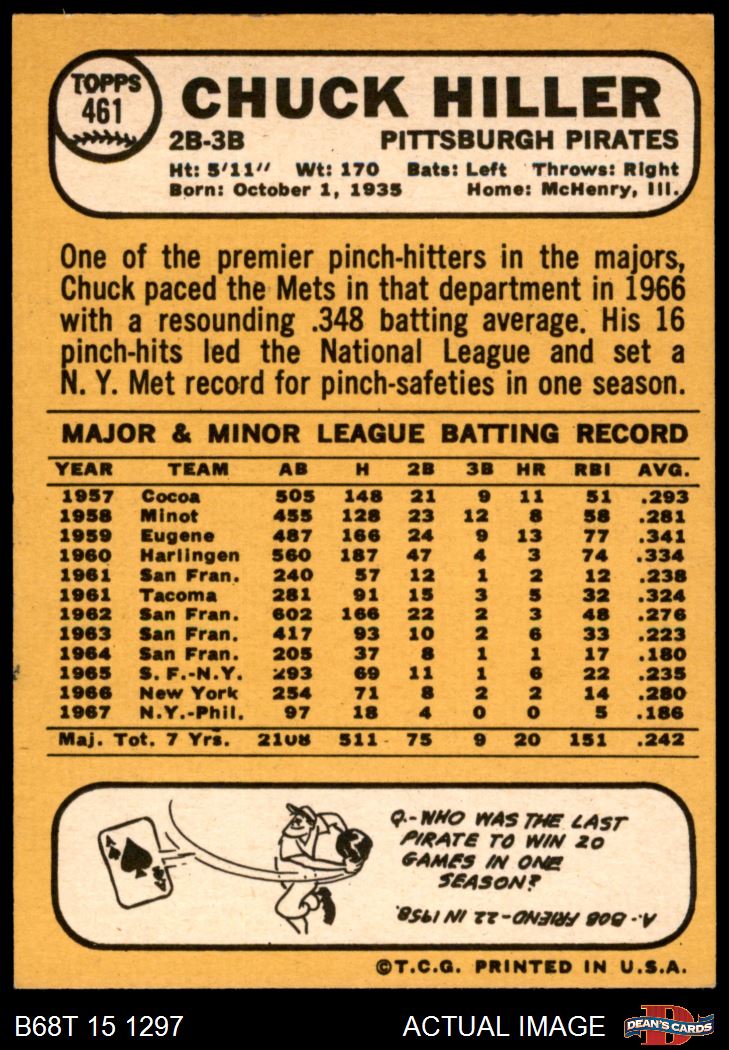 TOPPS
461
CHUCK HILLER
2B-3B PITTSBURGH PIRATES
Ht: 5'11" Wt: 170 Bats: Left Throws: Right
Born: October 1, 1935 Home: McHenry, Ill.
One of the premier pinch-hitters in the majors,
Chuck paced the Mets in that department in 1966
with a resounding .348 batting average. His 16
pinch-hits led the National League and set a
N. Y. Met record for pinch-safeties in one season.
MAJOR & MINOR LEAGUE BATTING RECORD
YEAR TEAM AB H 2B 3B HR RBI AVG.
1957 Cocoa 505 148 21 9 11 51 .293
1958 Minot 455 128 23 12 8 58 .281
1959 Eugene 487 166 24 9 13 77 .341
1960 Harlingen 560 187 47 4 3 74 .334
1961 San Fran. 240 57 12 1 2 12 .238
1961 Tacoma 281 91 15 3 5 32 .324
1962 San Fran. 602 166 22 2 3 48 .276
1963 San Fran. 417 93 10 2 6 33 .223
1964 San Fran. 205 37 8 1 1 17 .180
1965 S. F.-N.Y. 293 69 11 1 6 22 .235
1966 New York 254 71 8 2 2 14 .280
1967 N.Y.-Phil. 97 18 4 0 0 5 .186
Maj. Tot. 7 Yrs. 2108 511 75 9 20 151 .242
Q.-WHO WAS THE LAST
PIRATE TO WIN 20
GAMES IN ONE
SEASON?
A.-BOB FRIEND-22 IN 1958.
A
A
©T.C.G. PRINTED IN U.S.A.
B68T 15 1297 ACTUAL IMAGE
D
DEAN'S CARDS